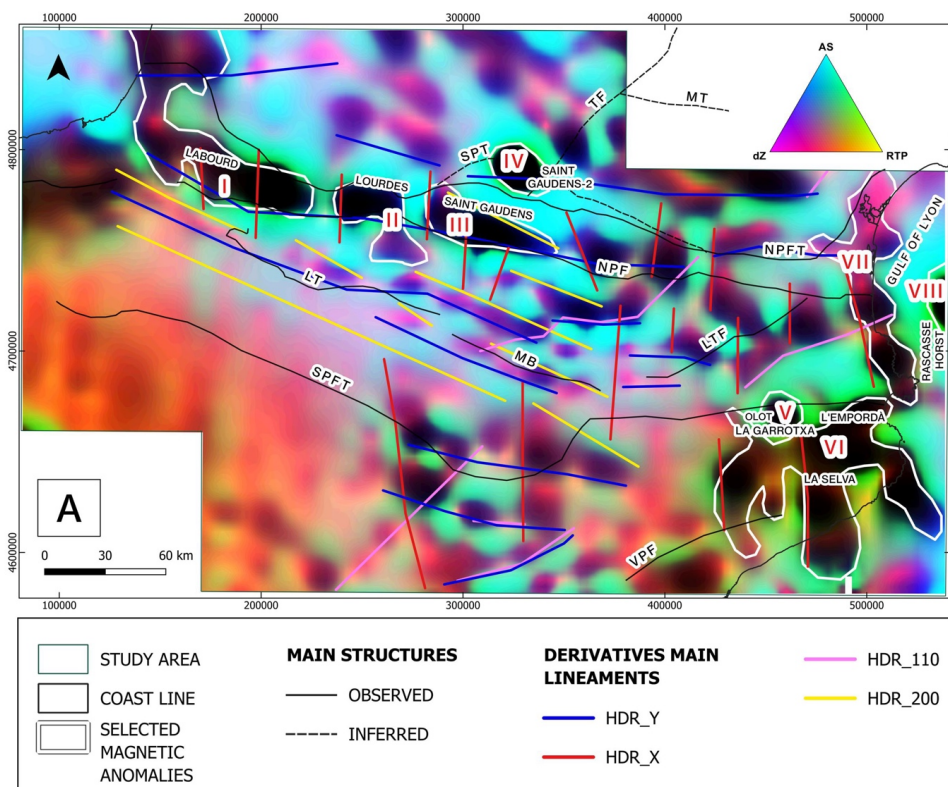 100000 200000 300000 400000 500000
AS
dZ RTP
4800000
4700000
4600000
TF
MT
SPT
LABOURD
I
LOURDES
II
IV
SAINT
GAUDENS-2
SAINT GAUDENS
III
NPF
NPFT
VII
GULF OF LYON
VIII
RASCASSE
HORST
LT
MB
LTF
SPFT
OLOT
V
LA GARROTXA
L'EMPORDA
VI
LA SELVA
VPF
A
0 30 60 km
100000 200000 300000 400000 500000
STUDY AREA
COAST LINE
SELECTED
MAGNETIC
ANOMALIES
MAIN STRUCTURES
OBSERVED
INFERRED
DERIVATIVES MAIN
LINEAMENTS
HDR_Y
HDR_X
HDR_110
HDR_200